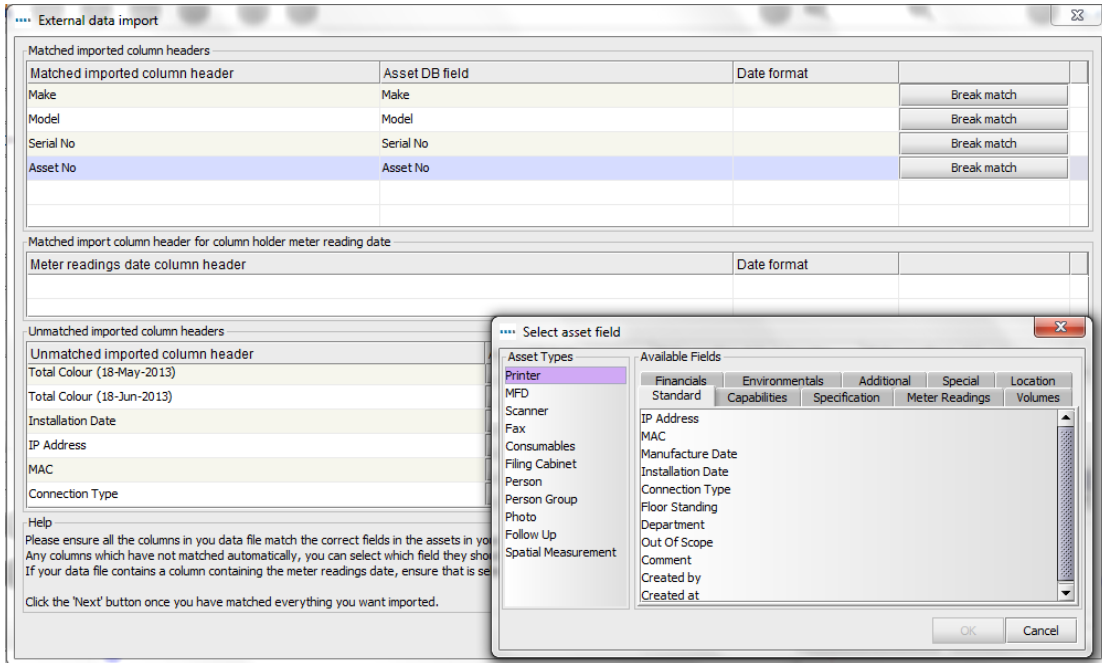 External data import
Matched imported column headers
Matched imported column header Asset DB field Date format
Make Make Break match
Model Model Break match
Serial No Serial No Break match
Asset No Asset No Break match
Matched import column header for column holder meter reading date
Meter readings date column header Date format
Unmatched imported column headers
Unmatched imported column header
Total Colour (18-May-2013)
Total Colour (18-Jun-2013)
Installation Date
IP Address
MAC
Connection Type
Help
Please ensure all the columns in you data file match the correct fields in the assets in yo
Any columns which have not matched automatically, you can select which field they sho
If your data file contains a column containing the meter readings date, ensure that is se
Click the 'Next' button once you have matched everything you want imported.
Select asset field
Asset Types
Printer
MFD
Scanner
Fax
Consumables
Filing Cabinet
Person
Person Group
Photo
Follow Up
Spatial Measurement
Available Fields
Financials Environmentals Additional Special Location
Standard Capabilities Specification Meter Readings Volumes
IP Address
MAC
Manufacture Date
Installation Date
Connection Type
Floor Standing
Department
Out Of Scope
Comment
Created by
Created at
OK Cancel